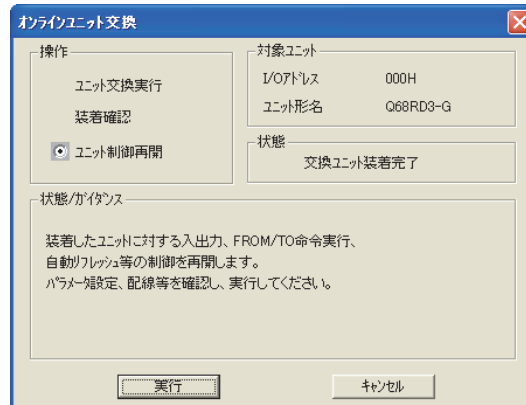 オンラインユニット交換
操作
ユニット交換実行
装着確認
ユニット制御再開
対象ユニット
I/Oアドレス 000H
ユニット形名 Q68RD3-G
状態
交換ユニット装着完了
状態/ガイダンス
装着したユニットに対する入出力、FROM/TO命令実行、
自動リフレッシュ等の制御を再開します。
パラメータ設定、配線等を確認し、実行してください。
実行 キャンセル